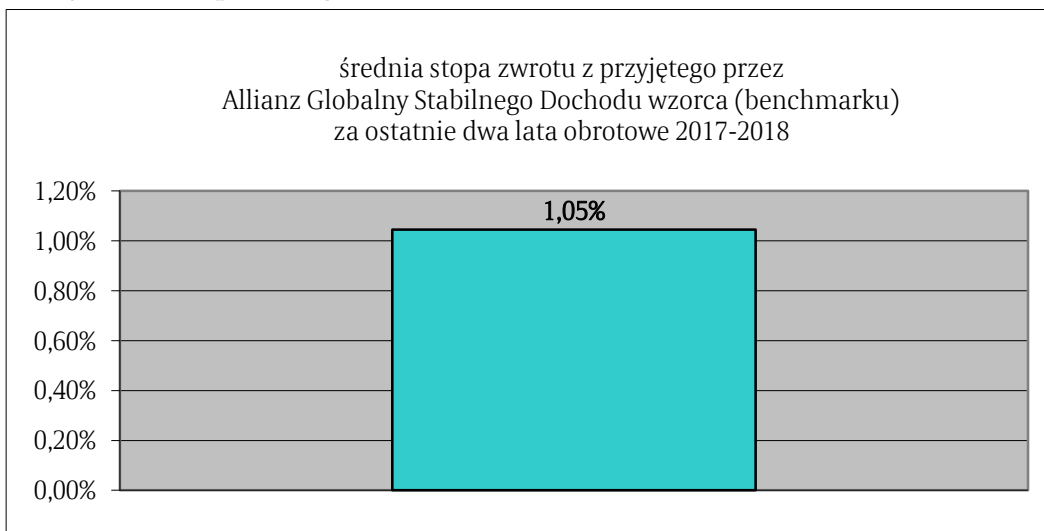 średnia stopa zwrotu z przyjętego przez
Allianz Globalny Stabilnego Dochodu wzorca (benchmarku)
za ostatnie dwa lata obrotowe 2017-2018
1,20%
1,05%
1,00%
0,80%
0,60%
0,40%
0,20%
0,00%